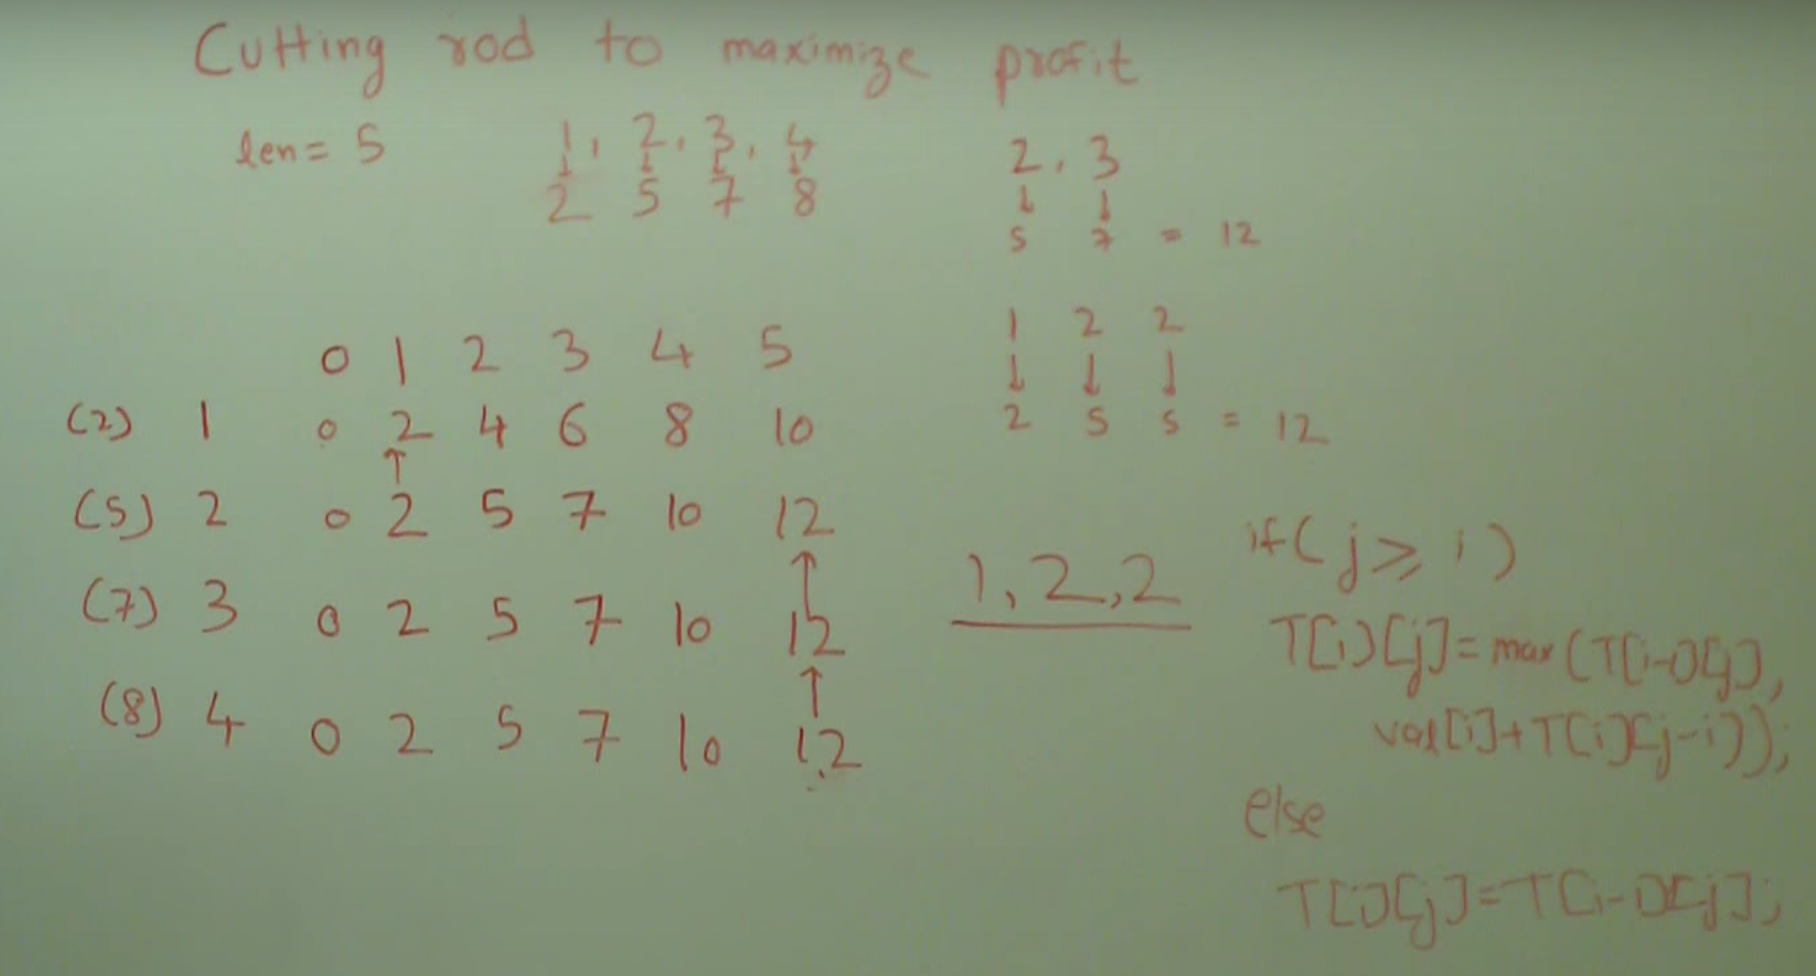 Cutting rod to maximize profit
len = 5
1, 2, 3, 4
↓ ↓ ↓ ↓
2 5 7 8
2, 3
↓ ↓
5 7 = 12
1 2 2
↓ ↓ ↓
2 5 5 = 12
0 1 2 3 4 5
(2) 1 0 2 4 6 8 10
↑
(5) 2 0 2 5 7 10 12
↑
(7) 3 0 2 5 7 10 12
↑
(8) 4 0 2 5 7 10 12
1, 2, 2
if( j ≥ i )
T[i][j] = max(T[i-1][j],
val[i] + T[i][j-i]);
else
T[i][j] = T[i-1][j];